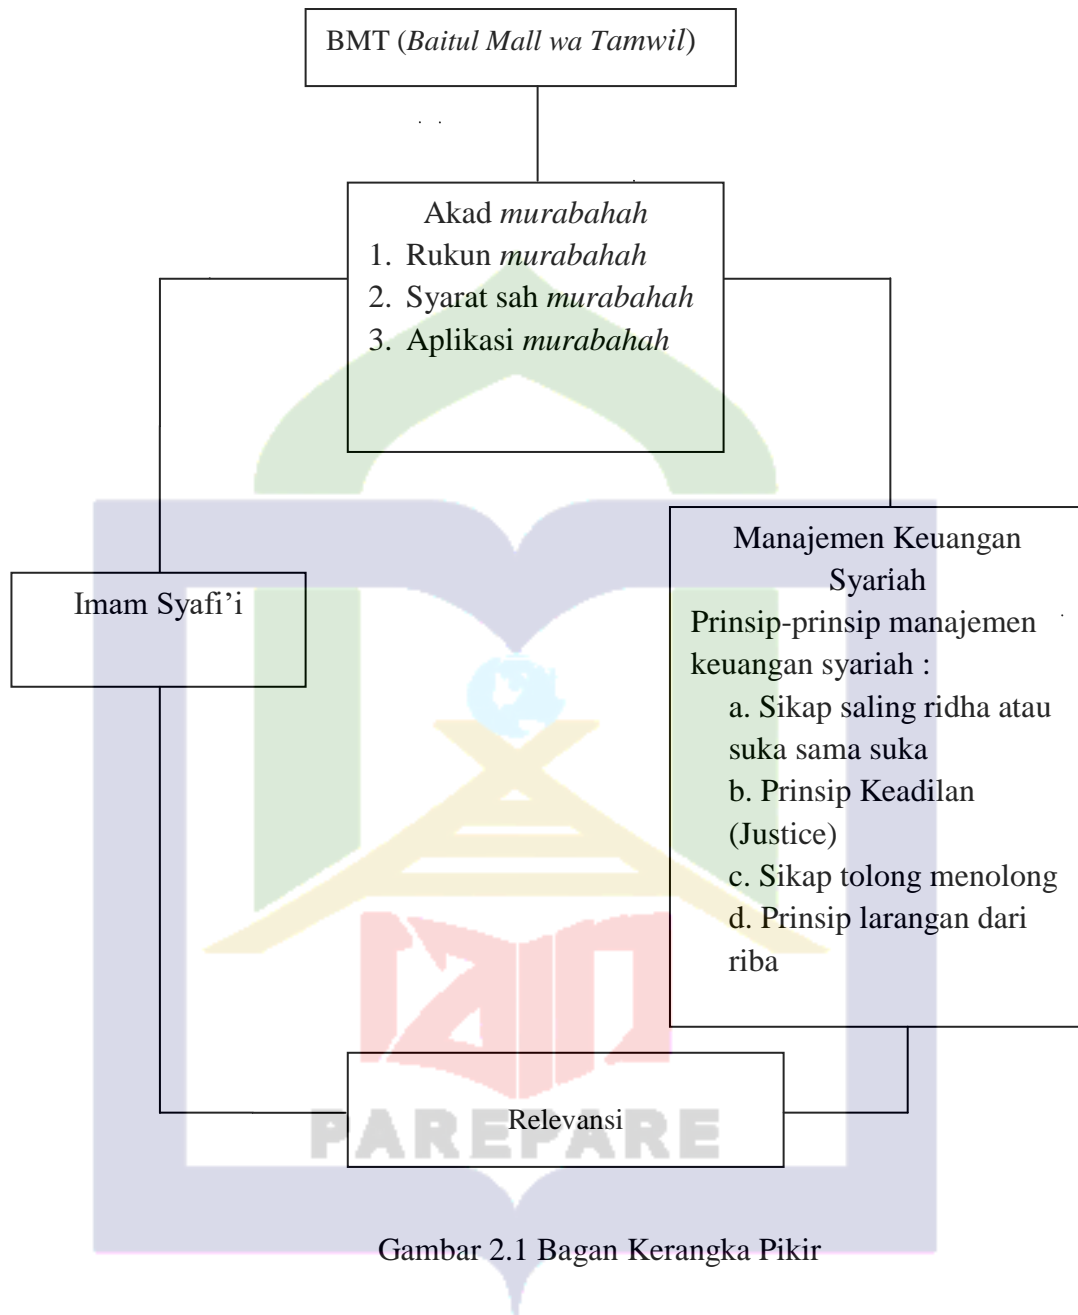 BMT (Baitul Mall wa Tamwil)
Akad murabahah
1. Rukun murabahah
2. Syarat sah murabahah
3. Aplikasi murabahah
Imam Syafi’i
Manajemen Keuangan
Syariah
Prinsip-prinsip manajemen
keuangan syariah :
a. Sikap saling ridha atau
suka sama suka
b. Prinsip Keadilan
(Justice)
c. Sikap tolong menolong
d. Prinsip larangan dari
riba
Relevansi
iain
PAREPARE
Gambar 2.1 Bagan Kerangka Pikir